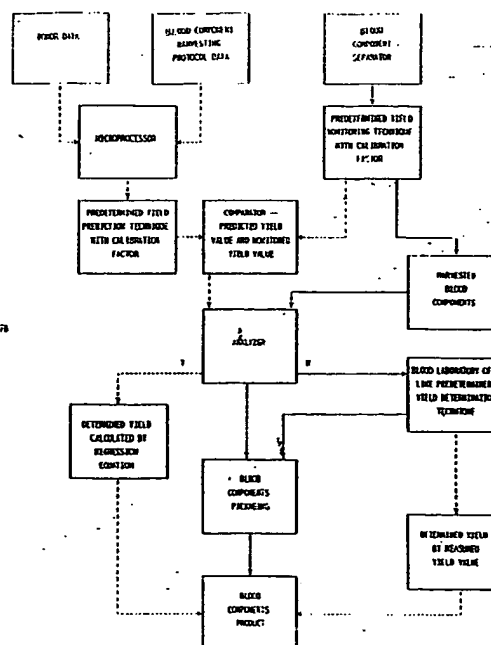 DONOR DATA
BLOOD COMPONENT
HARVESTING
PROTOCOL DATA
BLOOD
COMPONENT
SEPARATOR
MICROPROCESSOR
PREDETERMINED YIELD
MONITORING TECHNIQUE
WITH CALIBRATION
FACTOR
PREDETERMINED YIELD
PREDICTION TECHNIQUE
WITH CALIBRATION
FACTOR
COMPARATOR —
PREDICTED YIELD
VALUE AND MONITORED
YIELD VALUE
HARVESTED
BLOOD
COMPONENTS
ANALYZER
Y
N
BLOOD LABORATORY OR
LIKE PREDETERMINED
YIELD DETERMINATION
TECHNIQUE
DETERMINED YIELD
CALCULATED BY
REGRESSION
EQUATION
BLOOD
COMPONENTS
PACKAGING
DETERMINED YIELD
BY MEASURED
YIELD VALUE
BLOOD
COMPONENTS
PRODUCT